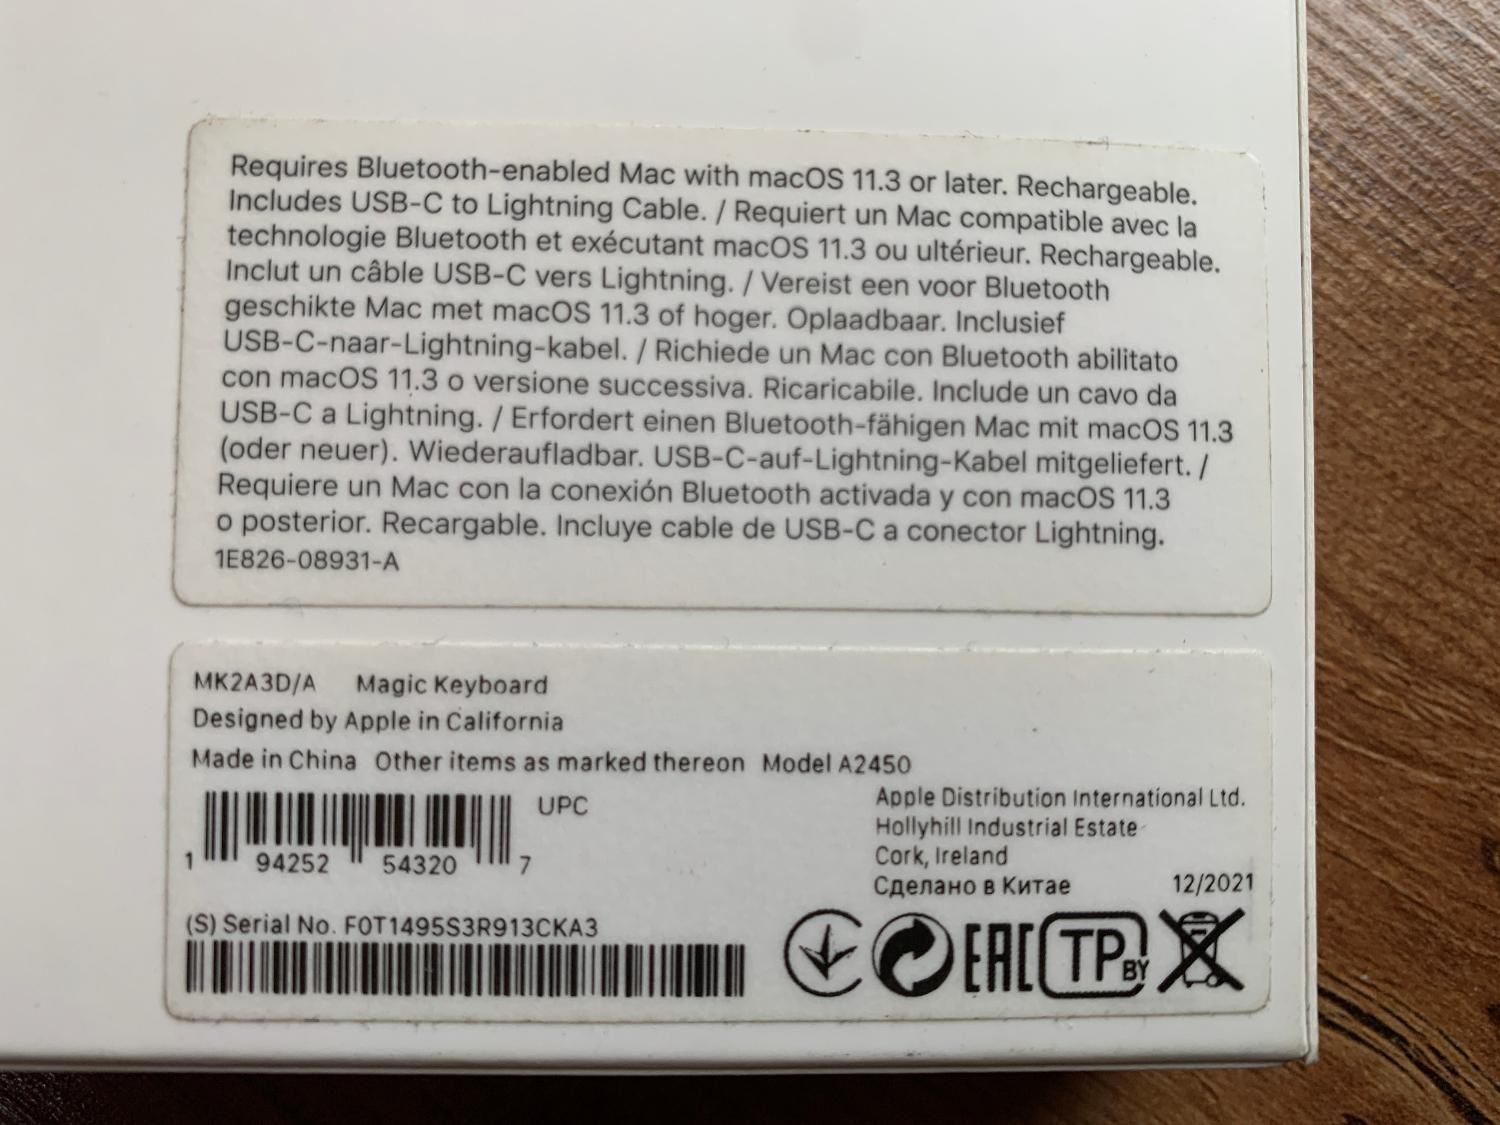 Requires Bluetooth-enabled Mac with macOS 11.3 or later. Rechargeable.
Includes USB-C to Lightning Cable. / Requiert un Mac compatible avec la
technologie Bluetooth et exécutant macOS 11.3 ou ultérieur. Rechargeable.
Inclut un câble USB-C vers Lightning. / Vereist een voor Bluetooth
geschikte Mac met macOS 11.3 of hoger. Oplaadbaar. Inclusief
USB-C-naar-Lightning-kabel. / Richiede un Mac con Bluetooth abilitato
con macOS 11.3 o versione successiva. Ricaricabile. Include un cavo da
USB-C a Lightning. / Erfordert einen Bluetooth-fähigen Mac mit macOS 11.3
(oder neuer). Wiederaufladbar. USB-C-auf-Lightning-Kabel mitgeliefert. /
Requiere un Mac con la conexión Bluetooth activada y con macOS 11.3
o posterior. Recargable. Incluye cable de USB-C a conector Lightning.
1E826-08931-A
MK2A3D/A Magic Keyboard
Designed by Apple in California
Made in China Other items as marked thereon Model A2450
UPC
1 94252 54320 7
(S) Serial No. F0T1495S3R913CKA3
Apple Distribution International Ltd.
Hollyhill Industrial Estate
Cork, Ireland
Сделано в Китае 12/2021
EAC TP BY